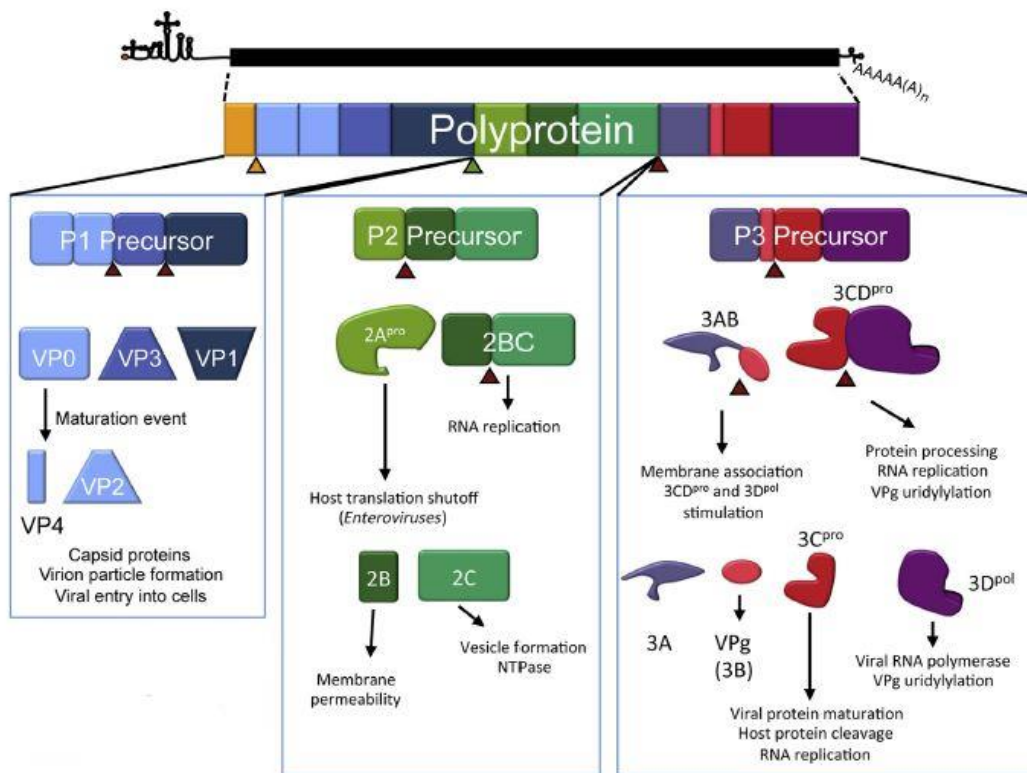 AAAAA(A)n
Polyprotein
P1 Precursor
VP0
VP3
VP1
Maturation event
VP2
VP4
Capsid proteins
Virion particle formation
Viral entry into cells
P2 Precursor
2Apro
2BC
RNA replication
Host translation shutoff
(Enteroviruses)
2B
2C
Membrane
permeability
Vesicle formation
NTPase
P3 Precursor
3AB
3CDpro
Membrane association
3CDpro and 3Dpol
stimulation
Protein processing
RNA replication
VPg uridylylation
3A
VPg
(3B)
3Cpro
3Dpol
Viral RNA polymerase
VPg uridylylation
Viral protein maturation
Host protein cleavage
RNA replication